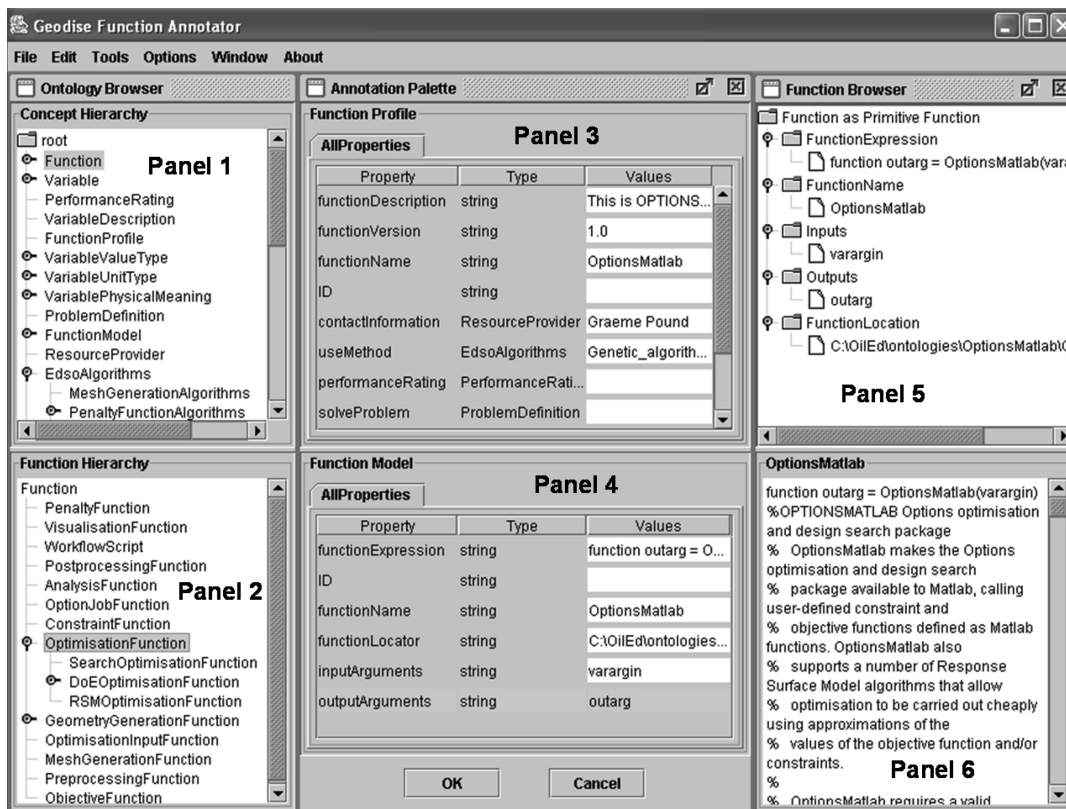 Geodise Function Annotator
File Edit Tools Options Window About
Ontology Browser
Concept Hierarchy
Panel 1
root
Function
Variable
PerformanceRating
VariableDescription
FunctionProfile
VariableValueType
VariableUnitType
VariablePhysicalMeaning
ProblemDefinition
FunctionModel
ResourceProvider
EdsoAlgorithms
MeshGenerationAlgorithms
PenaltyFunctionAlgorithms
Function Hierarchy
Function
PenaltyFunction
VisualisationFunction
WorkflowScript
PostprocessingFunction
AnalysisFunction
Panel 2
OptionJobFunction
ConstraintFunction
OptimisationFunction
SearchOptimisationFunction
DoEOptimisationFunction
RSMOptimisationFunction
GeometryGenerationFunction
OptimisationInputFunction
MeshGenerationFunction
PreprocessingFunction
ObjectiveFunction
Annotation Palette
Function Profile
Panel 3
AllProperties
Property Type Values
functionDescription string This is OPTIONS...
functionVersion string 1.0
functionName string OptionsMatlab
ID string
contactInformation ResourceProvider Graeme Pound
useMethod EdsoAlgorithms Genetic_algorith...
performanceRating PerformanceRati...
solveProblem ProblemDefinition
Function Model
Panel 4
AllProperties
Property Type Values
functionExpression string function outarg = O...
ID string
functionName string OptionsMatlab
functionLocator string C:\OilEd\ontologies...
inputArguments string varargin
outputArguments string outarg
OK Cancel
Function Browser
Function as Primitive Function
FunctionExpression
function outarg = OptionsMatlab(vara
FunctionName
OptionsMatlab
Inputs
varargin
Outputs
outarg
FunctionLocation
C:\OilEd\ontologies\OptionsMatlab\O
Panel 5
OptionsMatlab
function outarg = OptionsMatlab(varargin)
%OPTIONSMATLAB Options optimisation
and design search package
% OptionsMatlab makes the Options
optimisation and design search
% package available to Matlab, calling
user-defined constraint and
% objective functions defined as Matlab
functions. OptionsMatlab also
% supports a number of Response
Surface Model algorithms that allow
% optimisation to be carried out cheaply
using approximations of the
% values of the objective function and/or
constraints.
%
Panel 6
% OptionsMatlab requires a valid